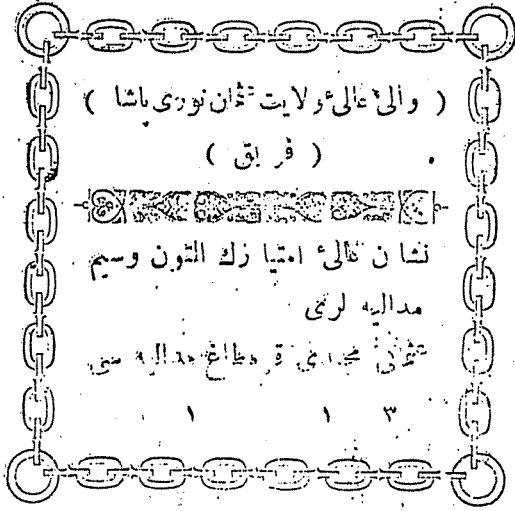 ( والیٔ عالیٔ ولایت عثمان نوری پاشا )
( فریق )
نشان عالیٔ امتیازك التون وسیم
مدالیه لری
عثمانی مجیدی قره طاغ مدالیه سی
۳ ۱ ۱